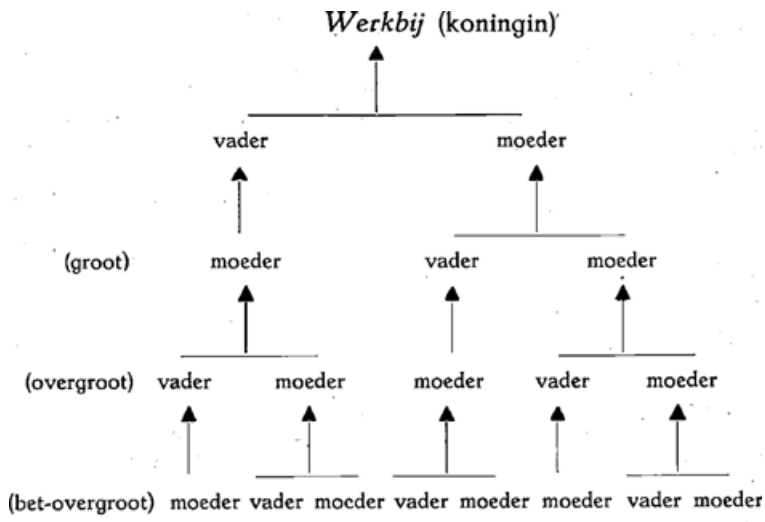 Werkbij (koningin)
vader moeder
(groot) moeder vader moeder
(overgroot) vader moeder moeder vader moeder
(bet-overgroot) moeder vader moeder vader moeder moeder vader moeder